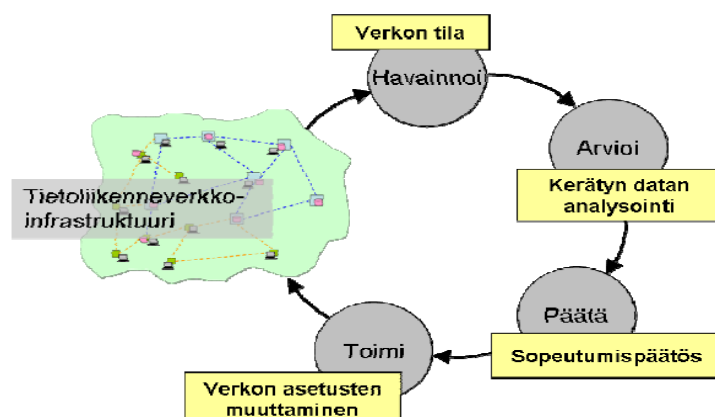 Verkon tila
Havainnoi
Arvioi
Kerätyn datan
analysointi
Tietoliikenneverkko-
infrastruktuuri
Päätä
Sopeutumispäätös
Toimi
Verkon asetusten
muuttaminen